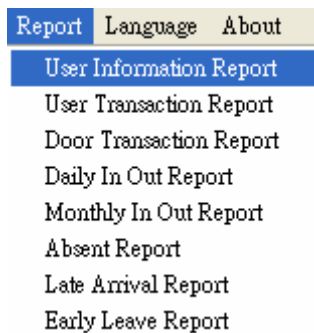 Report Language About
User Information Report
User Transaction Report
Door Transaction Report
Daily In Out Report
Monthly In Out Report
Absent Report
Late Arrival Report
Early Leave Report